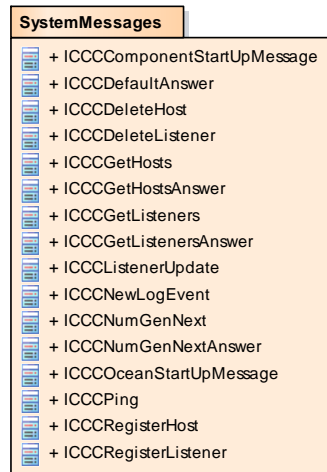 SystemMessages
+ ICCCComponentStartUpMessage
+ ICCCDefaultAnswer
+ ICCCDeleteHost
+ ICCCDeleteListener
+ ICCCGetHosts
+ ICCCGetHostsAnswer
+ ICCCGetListeners
+ ICCCGetListenersAnswer
+ ICCCListenerUpdate
+ ICCCNewLogEvent
+ ICCCNumGenNext
+ ICCCNumGenNextAnswer
+ ICCCOceanStartUpMessage
+ ICCCPing
+ ICCCRegisterHost
+ ICCCRegisterListener